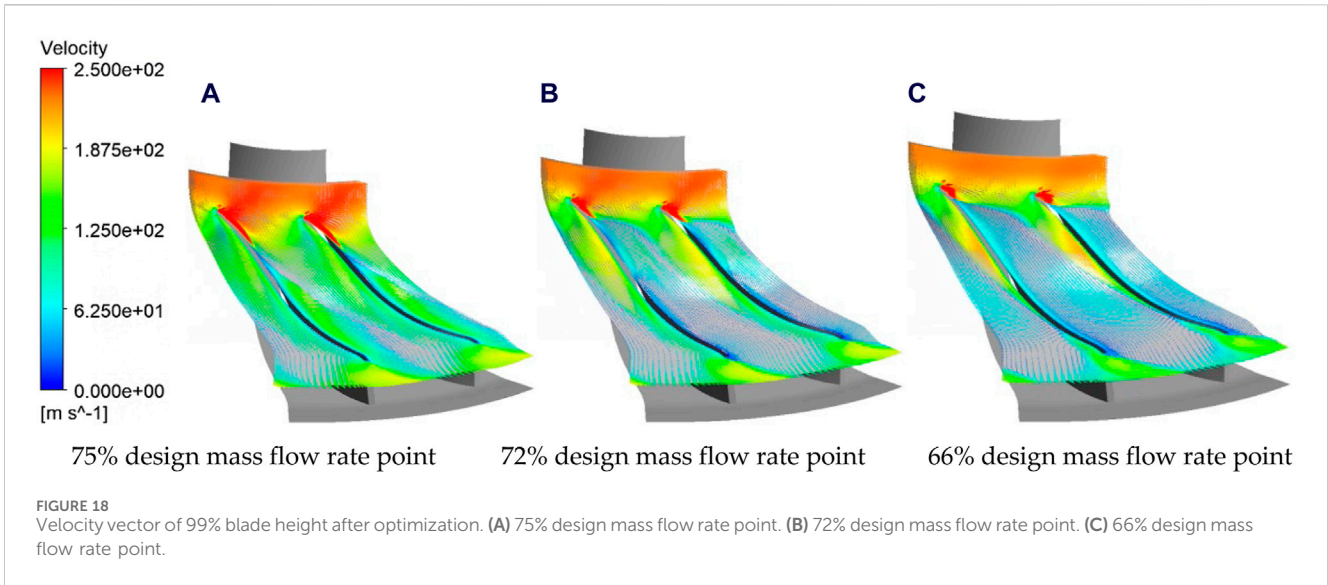 Velocity
2.500e+02
1.875e+02
1.250e+02
6.250e+01
0.000e+00
[m s^-1]
A
B
C
75% design mass flow rate point
72% design mass flow rate point
66% design mass flow rate point
FIGURE 18
Velocity vector of 99% blade height after optimization. (A) 75% design mass flow rate point. (B) 72% design mass flow rate point. (C) 66% design mass
flow rate point.